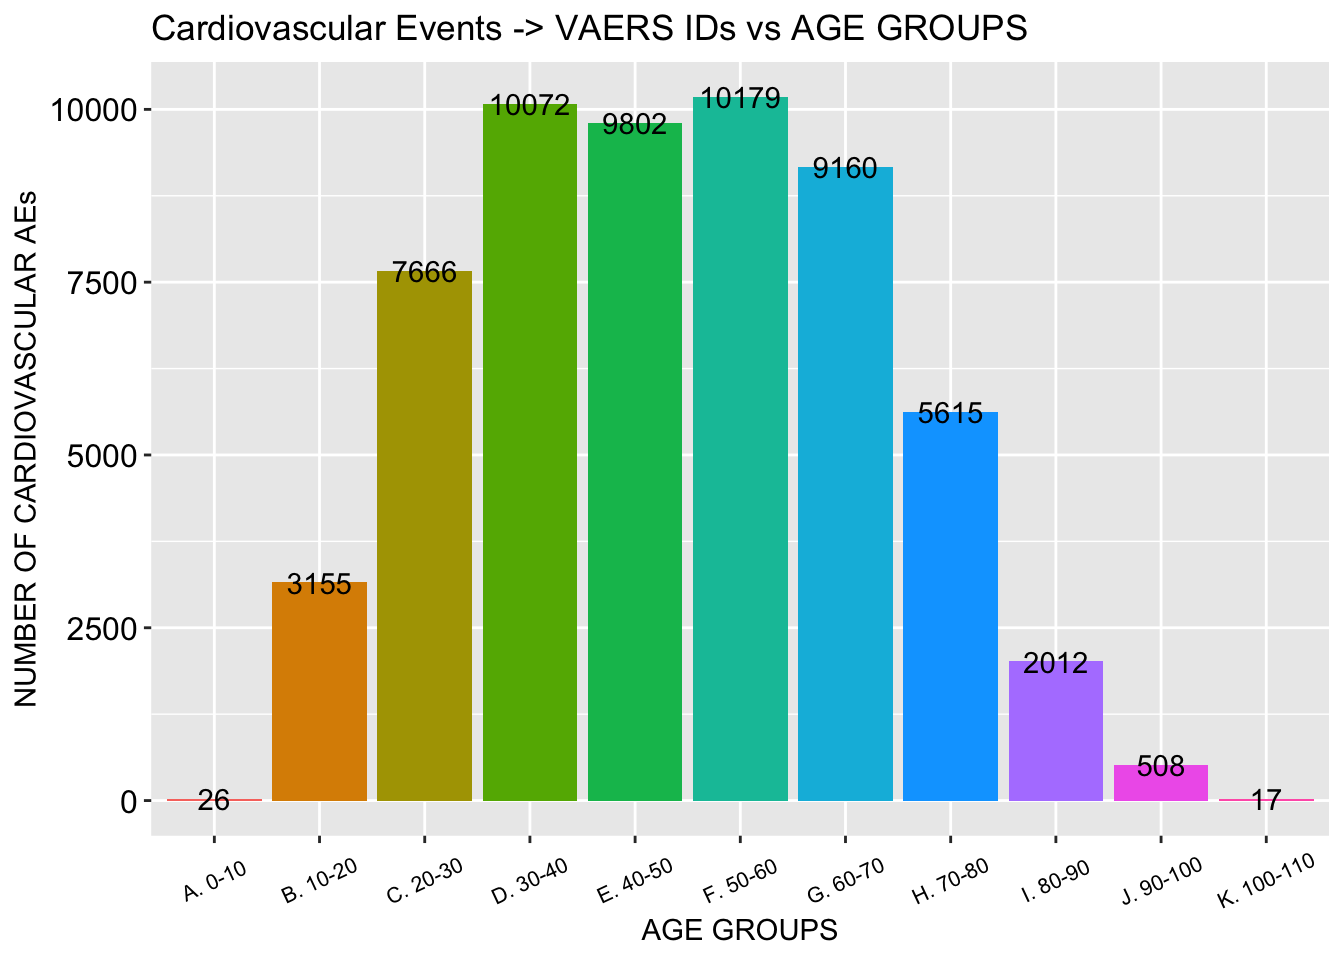 Cardiovascular Events -> VAERS IDs vs AGE GROUPS
NUMBER OF CARDIOVASCULAR AEs
10000
7500
5000
2500
0
26
3155
7666
10072
9802
10179
9160
5615
2012
508
17
A. 0-10
B. 10-20
C. 20-30
D. 30-40
E. 40-50
F. 50-60
G. 60-70
H. 70-80
I. 80-90
J. 90-100
K. 100-110
AGE GROUPS